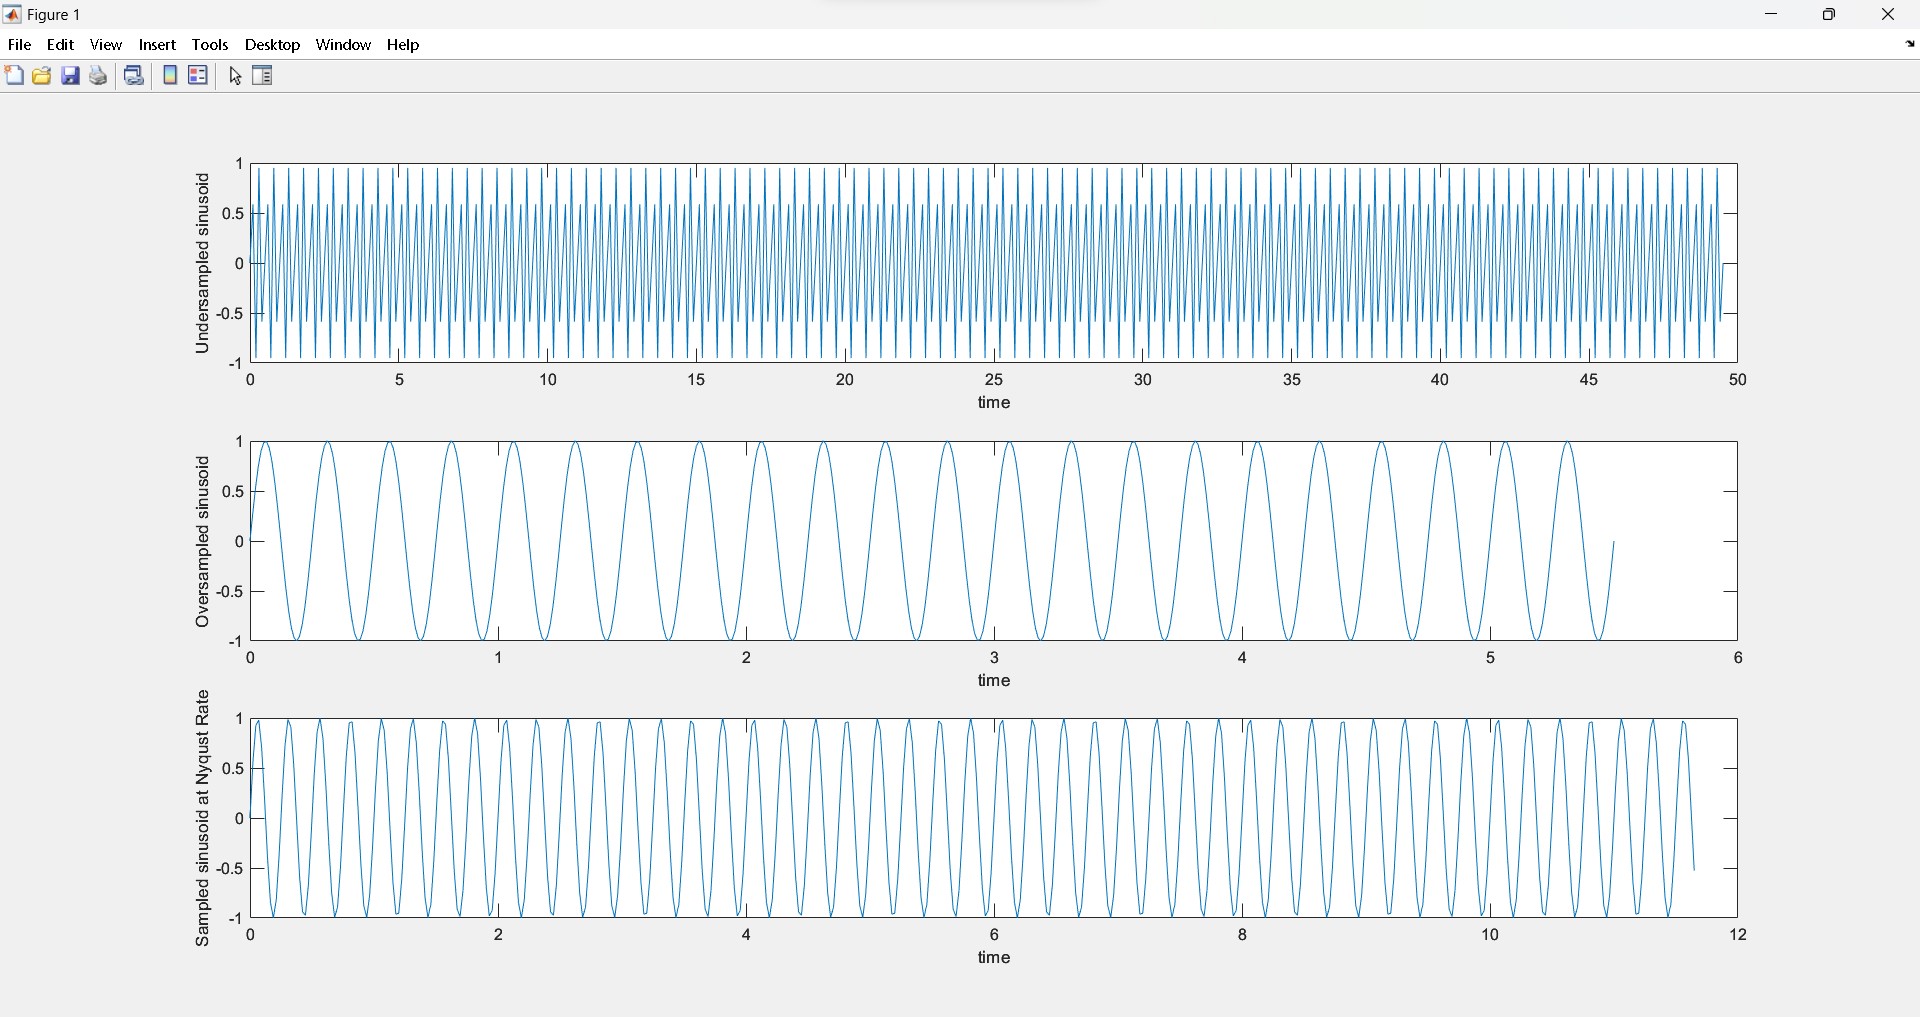 Figure 1
File Edit View Insert Tools Desktop Window Help
Undersampled sinusoid
1
0.5
0
-0.5
-1
0 5 10 15 20 25 30 35 40 45 50
time
Oversampled sinusoid
1
0.5
0
-0.5
-1
0 1 2 3 4 5 6
time
Sampled sinusoid at Nyqust Rate
1
0.5
0
-0.5
-1
0 2 4 6 8 10 12
time